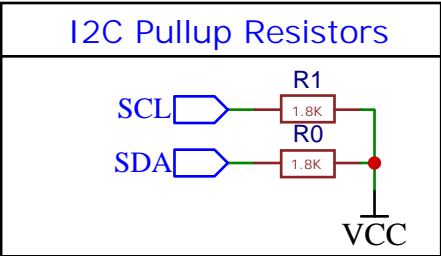 I2C Pullup Resistors
R1
SCL
1.8K
R0
SDA
1.8K
VCC